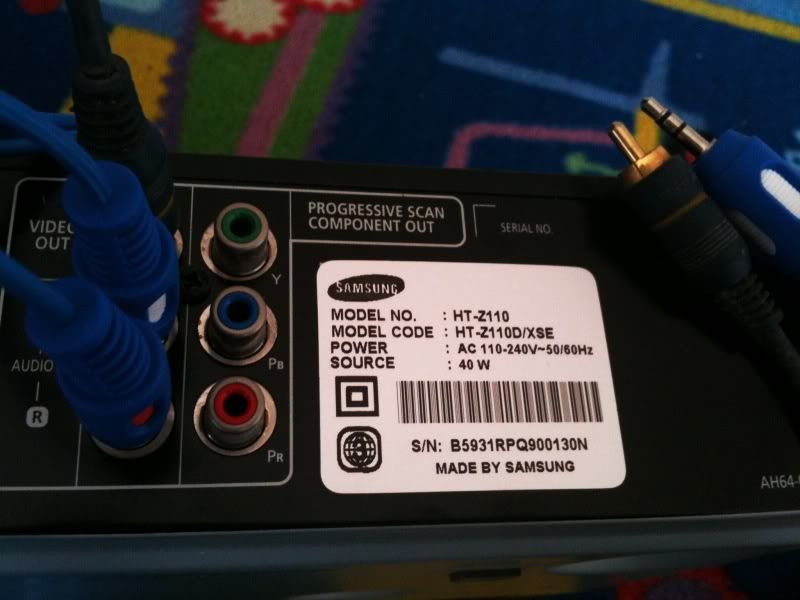 VIDEO
OUT
PROGRESSIVE SCAN
COMPONENT OUT
SERIAL NO.
Y
PB
PR
AUDIO
R
SAMSUNG
MODEL NO. : HT-Z110
MODEL CODE : HT-Z110D/XSE
POWER : AC 110-240V~50/60Hz
SOURCE : 40 W
3
S/N: B5931RPQ900130N
MADE BY SAMSUNG